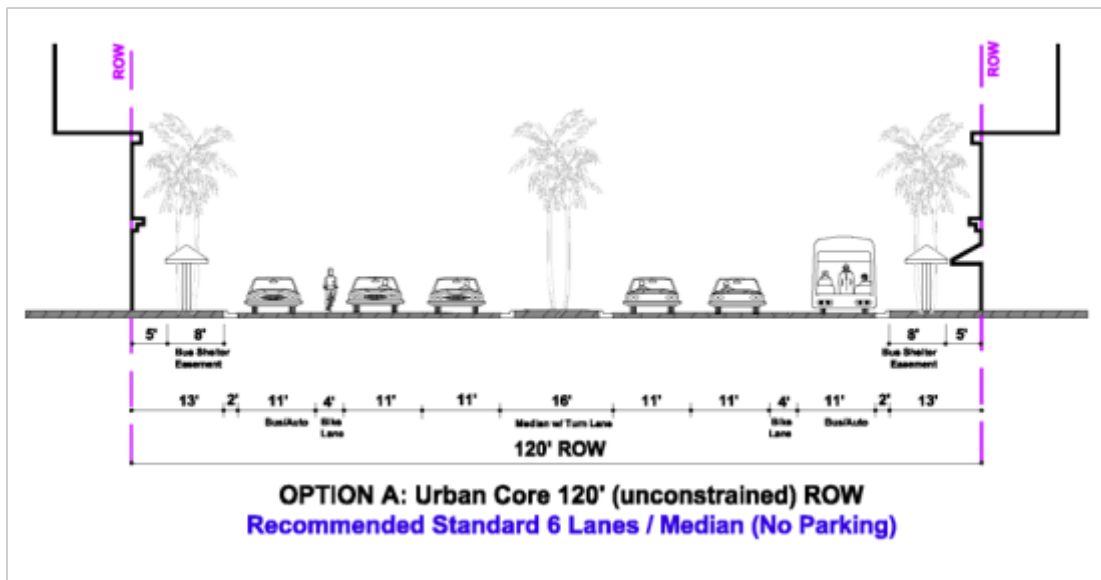 ROW
ROW
5' 8' 8' 5'
Bus Shelter Bus Shelter
Easement Easement
13' 2' 11' 4' 11' 11' 16' 11' 11' 4' 11' 2' 13'
Bus/Auto Bike Median w/ Turn Lane Bike Bus/Auto
Lane Lane
120' ROW
OPTION A: Urban Core 120' (unconstrained) ROW
Recommended Standard 6 Lanes / Median (No Parking)